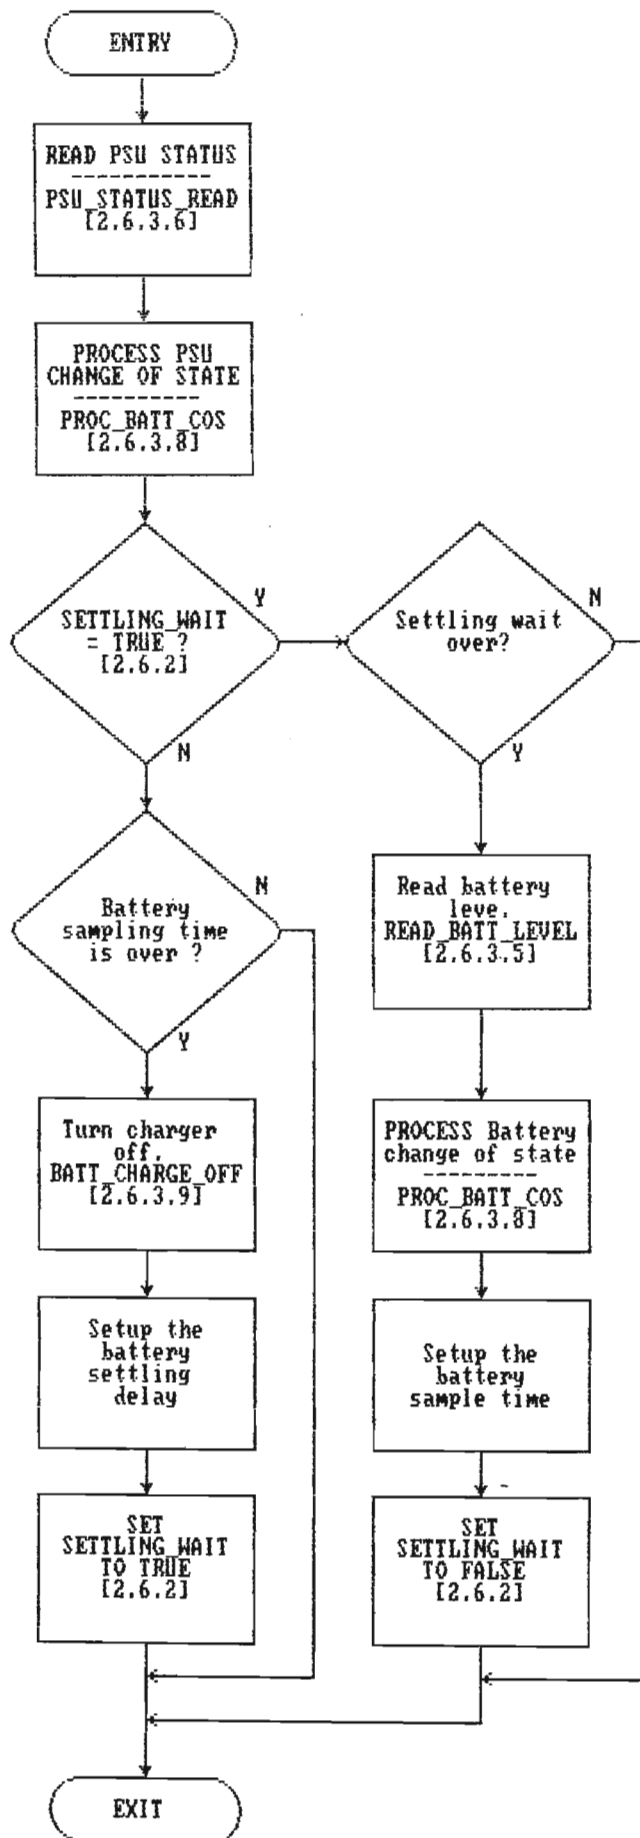 ENTRY
READ PSU STATUS
-----------
PSU_STATUS_READ
[2.6.3.6]
PROCESS PSU
CHANGE OF STATE
-----------
PROC_BATT_COS
[2.6.3.8]
SETTLING_WAIT
= TRUE ?
[2.6.2]
Y
N
Settling wait
over?
N
Y
Battery
sampling time
is over ?
N
Y
Read battery
leve.
READ_BATT_LEVEL
[2.6.3.5]
Turn charger
off.
BATT_CHARGE_OFF
[2.6.3.9]
PROCESS Battery
change of state
----------
PROC_BATT_COS
[2.6.3.8]
Setup the
battery
settling
delay
Setup the
battery
sample time
SET
SETTLING_WAIT
TO TRUE
[2.6.2]
SET
SETTLING_WAIT
TO FALSE
[2.6.2]
EXIT